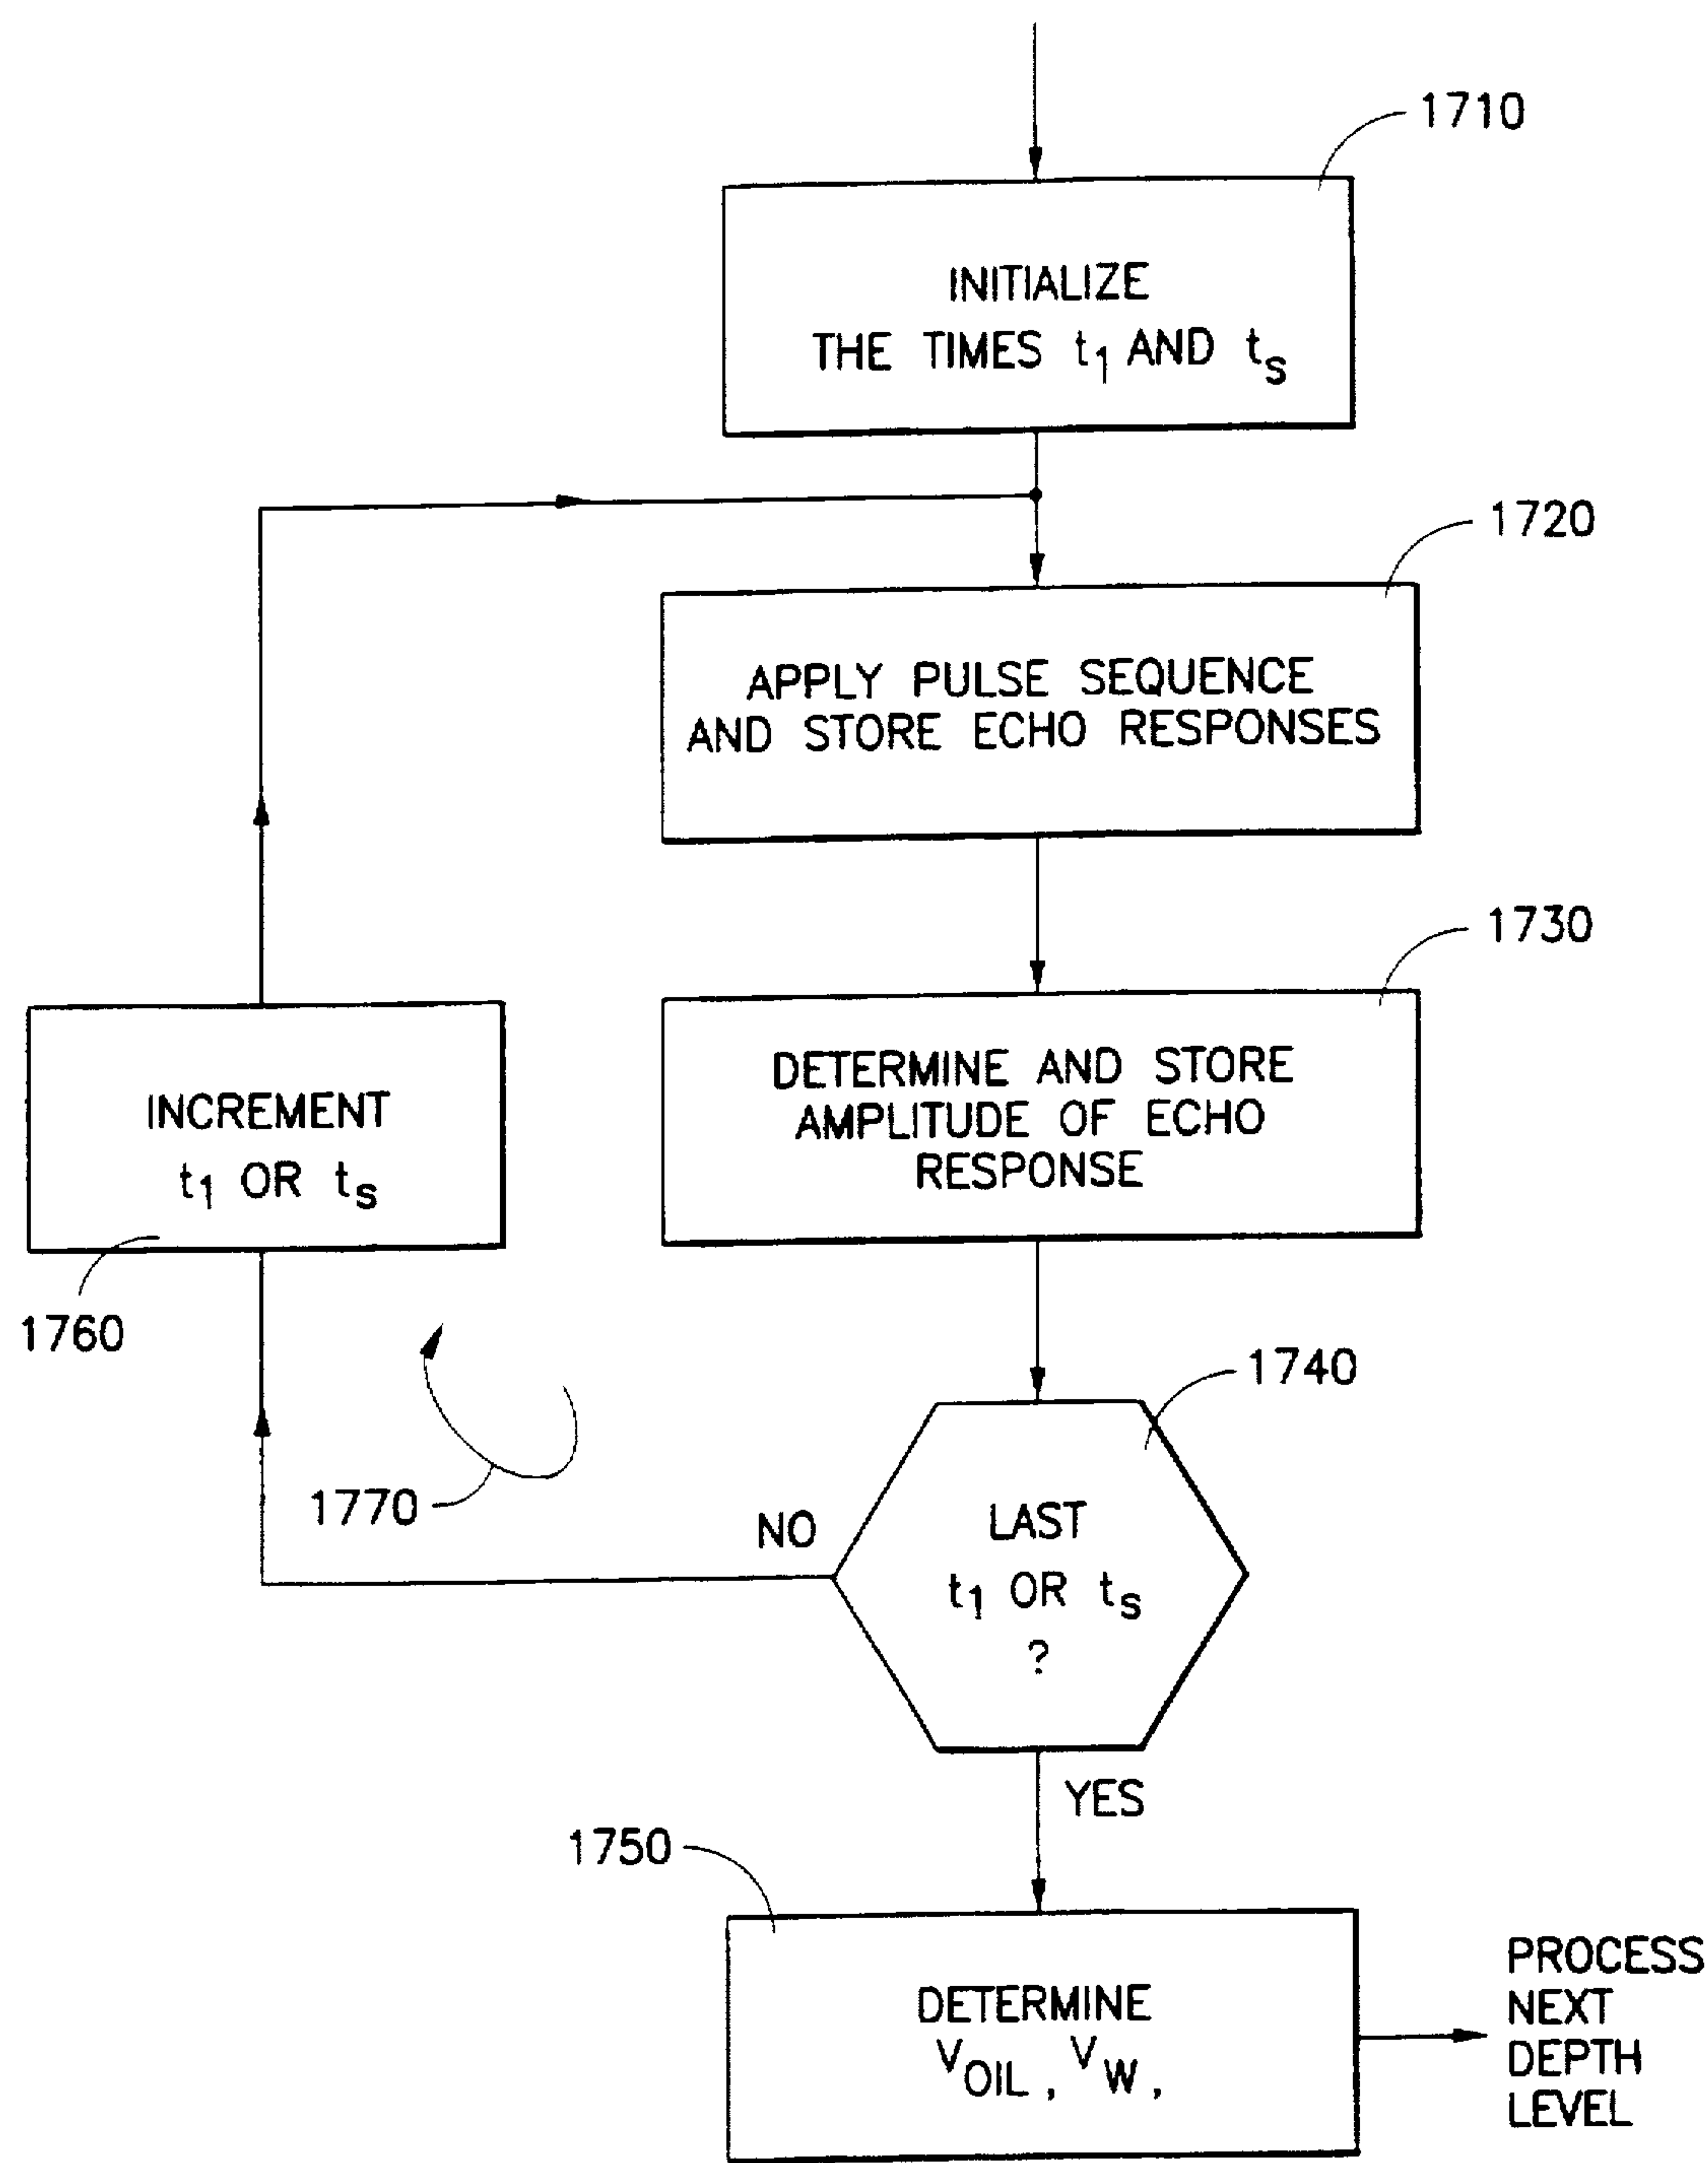 1710
INITIALIZE
THE TIMES t1 AND ts
1720
APPLY PULSE SEQUENCE
AND STORE ECHO RESPONSES
1730
DETERMINE AND STORE
AMPLITUDE OF ECHO
RESPONSE
INCREMENT
t1 OR ts
1760
1740
1770
NO
LAST
t1 OR ts
?
YES
1750
DETERMINE
VOIL, VW,
PROCESS
NEXT
DEPTH
LEVEL